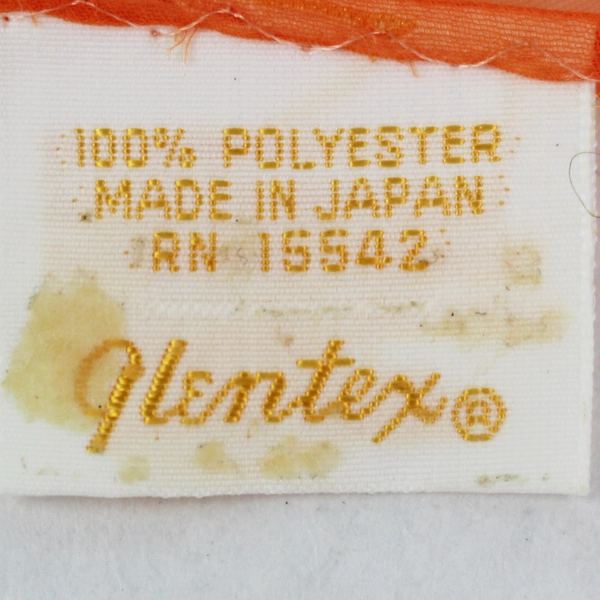 100% POLYESTER
MADE IN JAPAN
RN 15542
glentex®